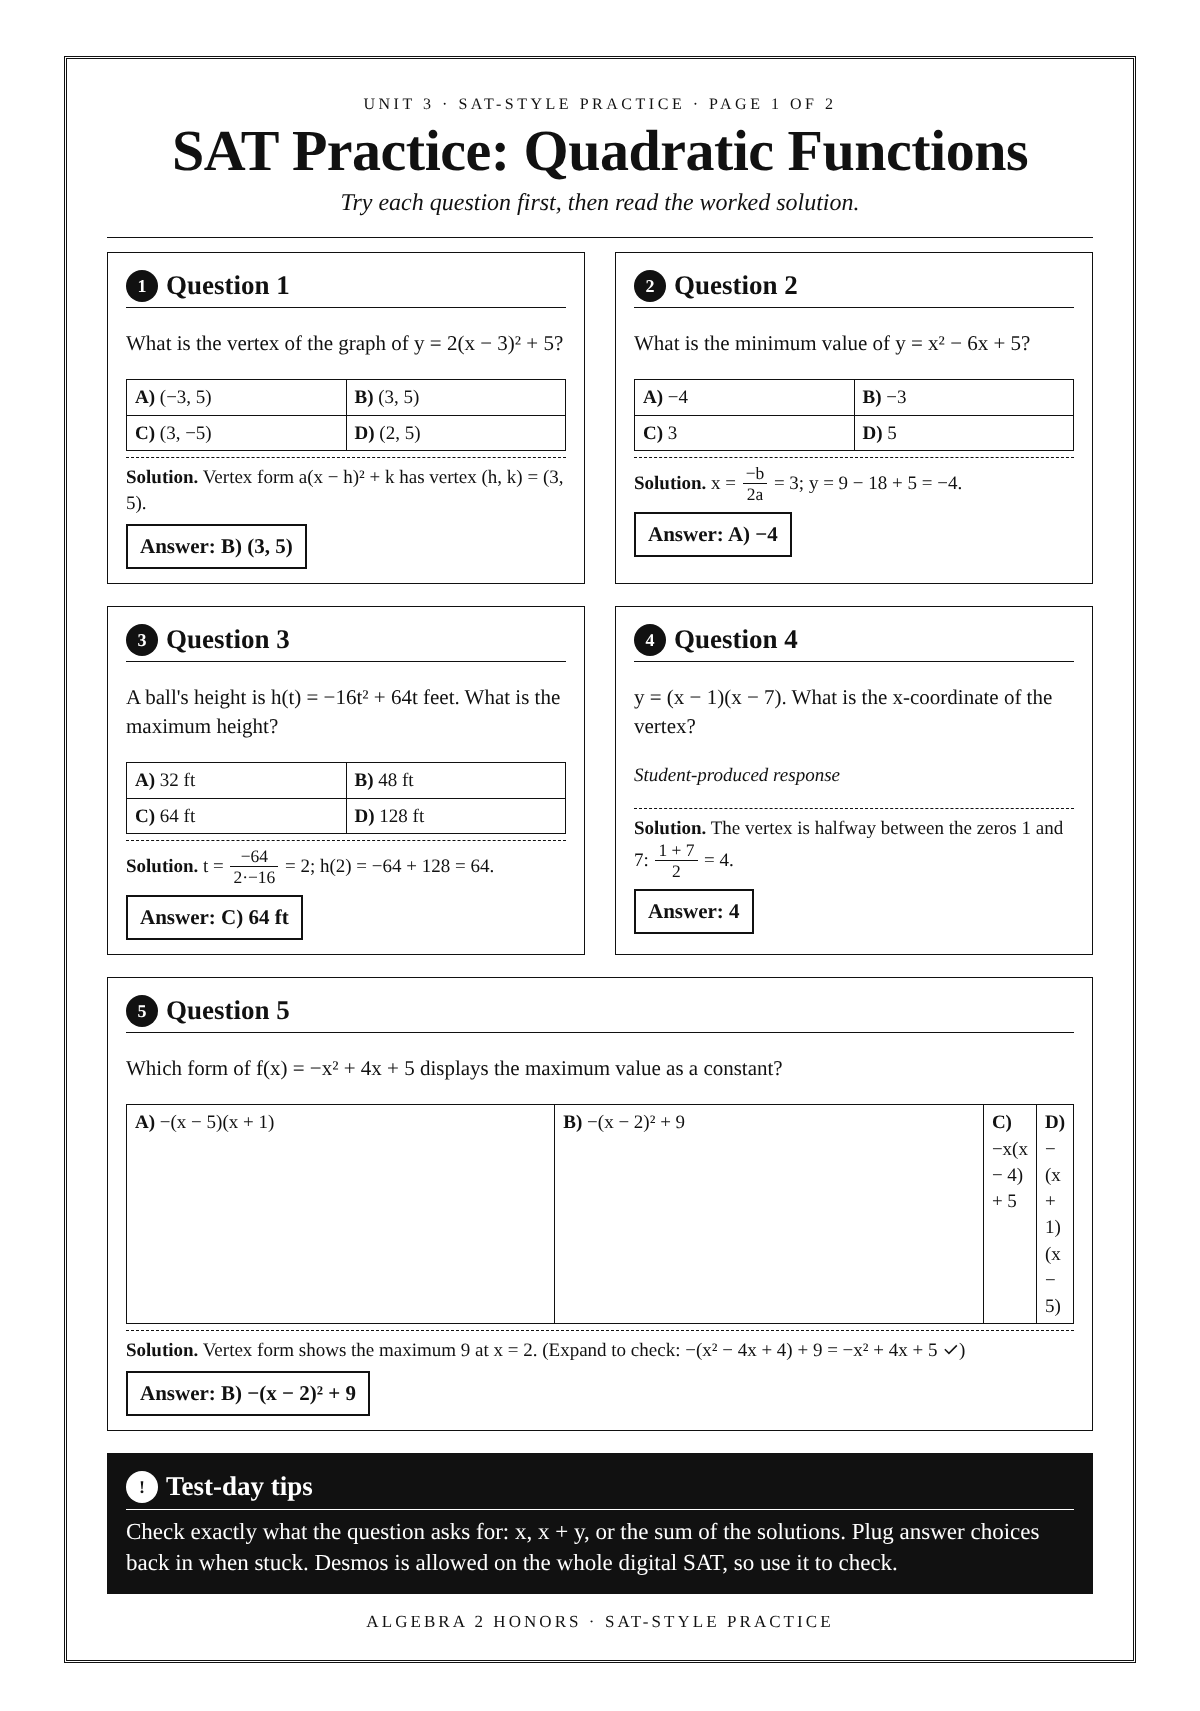 UNIT 3 · SAT-STYLE PRACTICE · PAGE 1 OF 2
SAT Practice: Quadratic Functions
Try each question first, then read the worked solution.
1 Question 1
What is the vertex of the graph of y = 2(x − 3)² + 5?
A) (−3, 5)
B) (3, 5)
C) (3, −5)
D) (2, 5)
Solution. Vertex form a(x − h)² + k has vertex (h, k) = (3,
5).
Answer: B) (3, 5)
2 Question 2
What is the minimum value of y = x² − 6x + 5?
A) −4
B) −3
C) 3
D) 5
Solution. x = −b/2a = 3; y = 9 − 18 + 5 = −4.
Answer: A) −4
3 Question 3
A ball's height is h(t) = −16t² + 64t feet. What is the
maximum height?
A) 32 ft
B) 48 ft
C) 64 ft
D) 128 ft
Solution. t = −64/2·−16 = 2; h(2) = −64 + 128 = 64.
Answer: C) 64 ft
4 Question 4
y = (x − 1)(x − 7). What is the x-coordinate of the
vertex?
Student-produced response
Solution. The vertex is halfway between the zeros 1 and
7: 1 + 7/2 = 4.
Answer: 4
5 Question 5
Which form of f(x) = −x² + 4x + 5 displays the maximum value as a constant?
A) −(x − 5)(x + 1)
B) −(x − 2)² + 9
C)
−x(x
− 4)
+ 5
D)
−
(x
+
1)
(x
−
5)
Solution. Vertex form shows the maximum 9 at x = 2. (Expand to check: −(x² − 4x + 4) + 9 = −x² + 4x + 5 ✓)
Answer: B) −(x − 2)² + 9
! Test-day tips
Check exactly what the question asks for: x, x + y, or the sum of the solutions. Plug answer choices
back in when stuck. Desmos is allowed on the whole digital SAT, so use it to check.
ALGEBRA 2 HONORS · SAT-STYLE PRACTICE